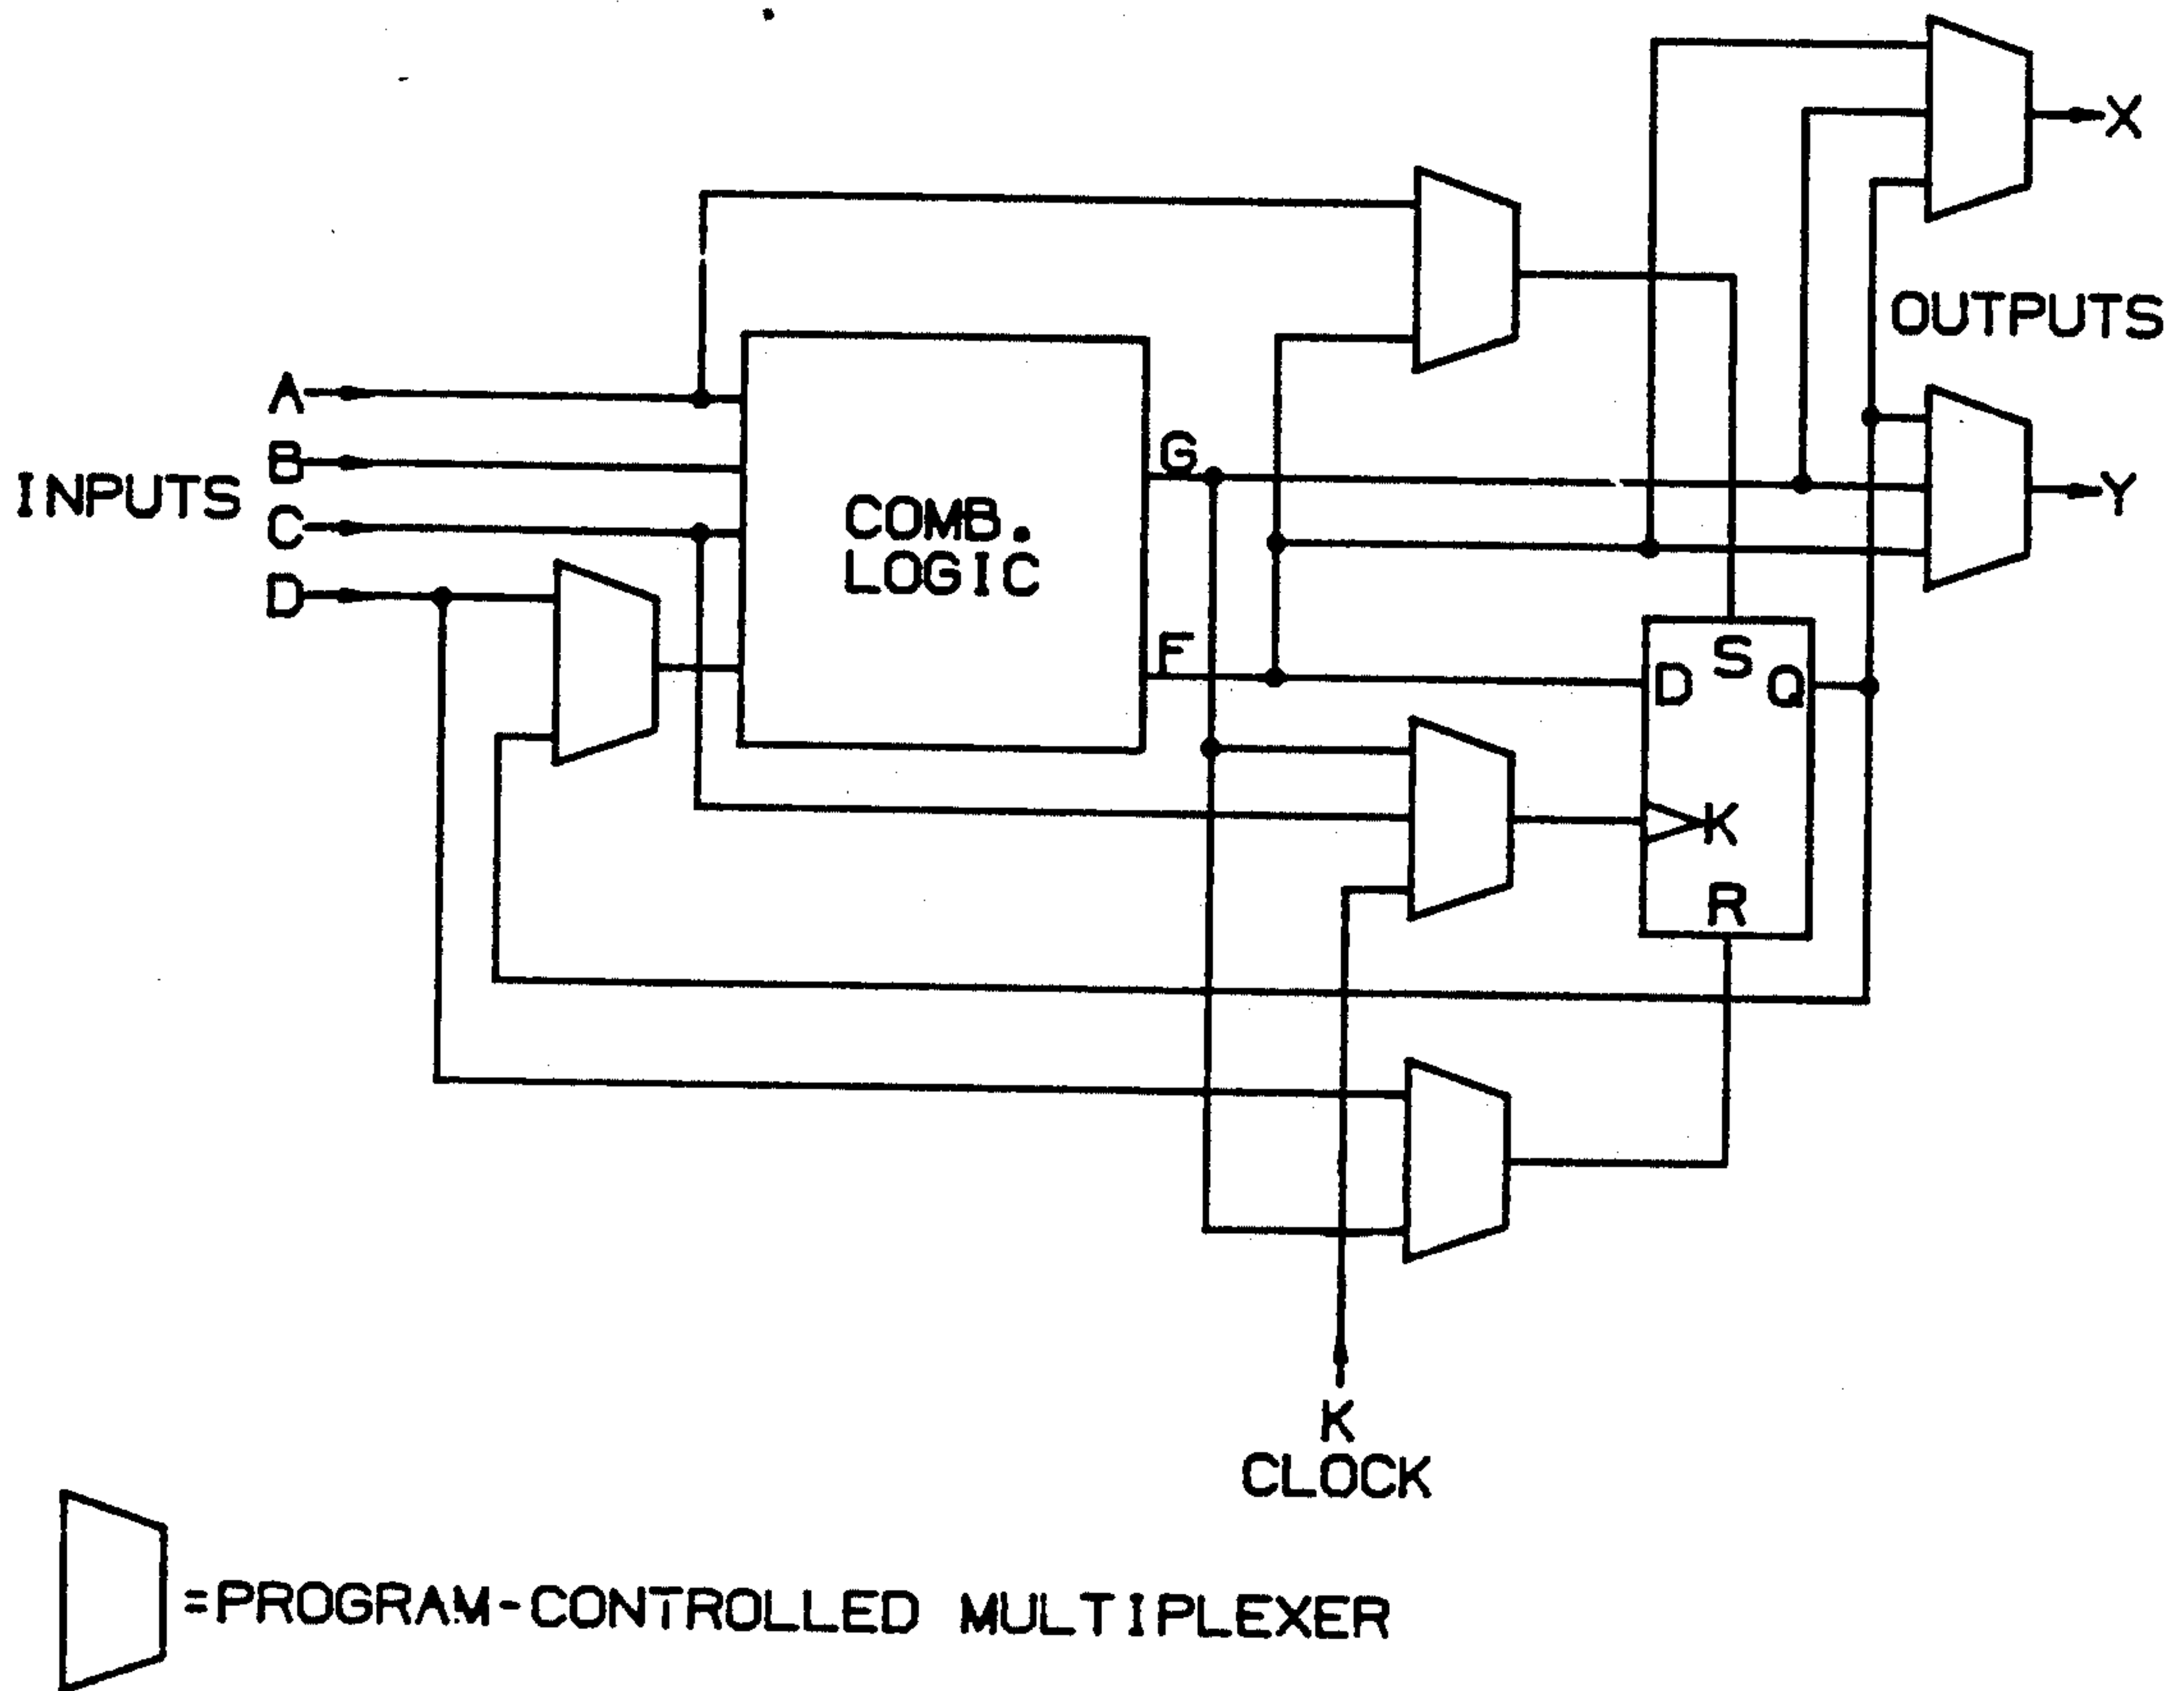 X
OUTPUTS
A
B
INPUTS
C
D
G
COMB.
LOGIC
Y
F
D
S
Q
K
R
K
CLOCK
=PROGRAM-CONTROLLED MULTIPLEXER